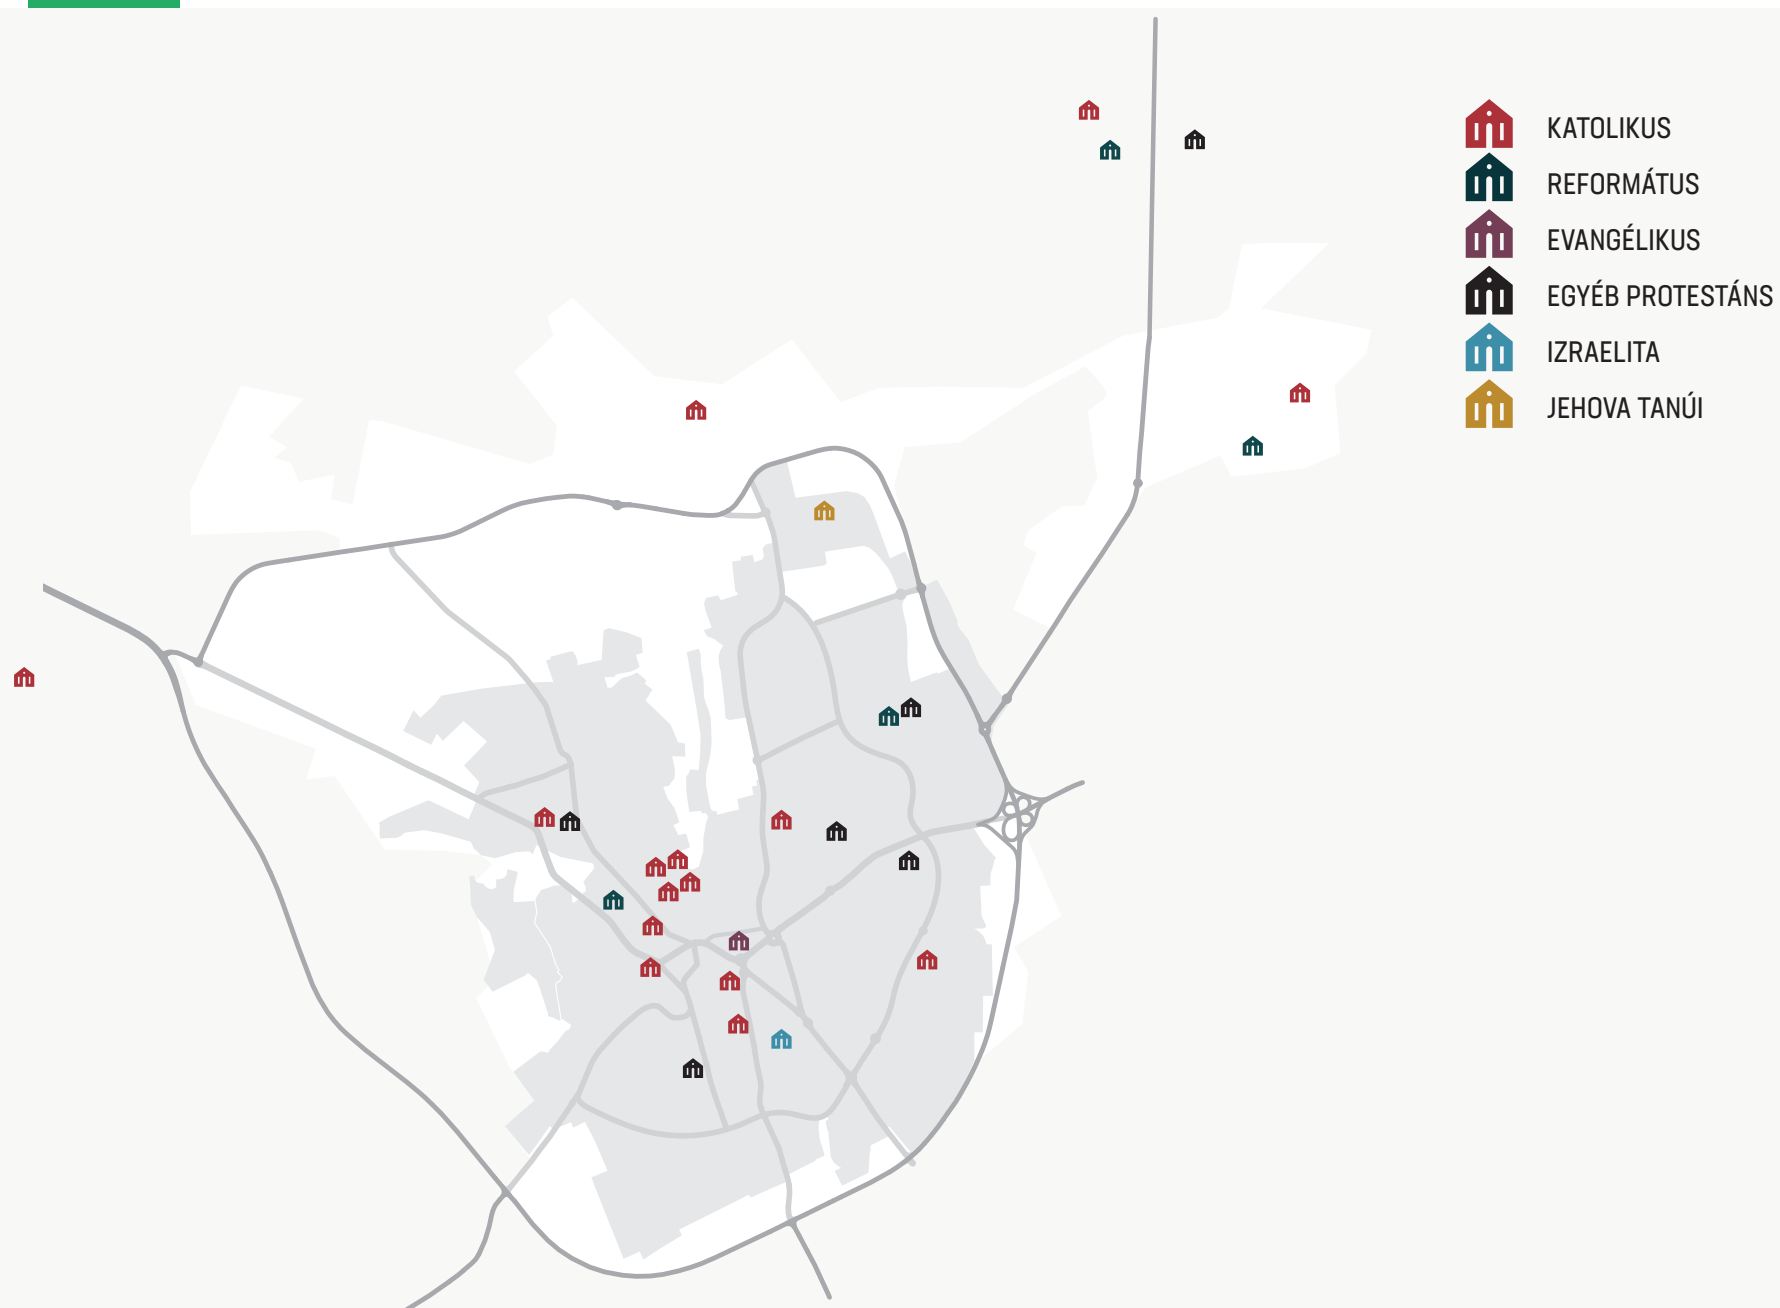 KATOLIKUS
REFORMÁTUS
EVANGÉLIKUS
EGYÉB PROTESTÁNS
IZRAELITA
JEHOVA TANÚI